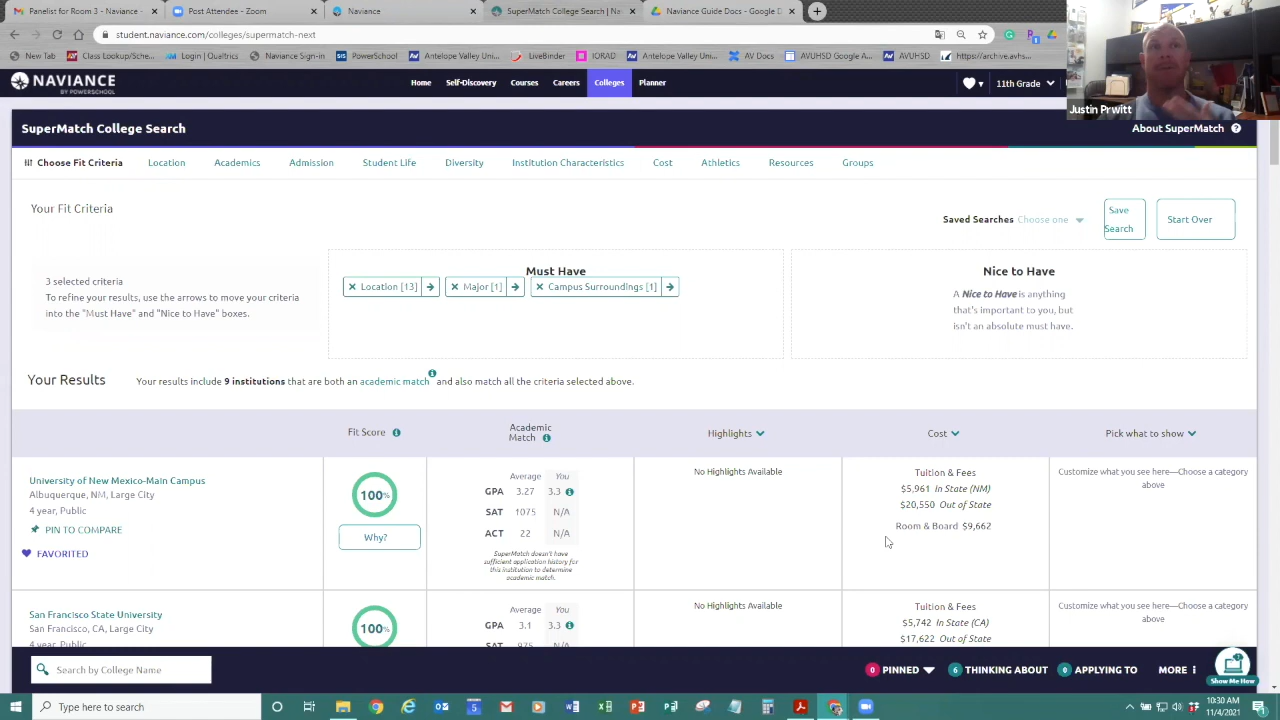 Panelist for Room 3 - Naviance
Post Attendee - Zoom
Naviance
SuperMatch College Search | Na
Naviance Guide Docs - Google D
student.naviance.com/colleges/supermatch-next
New Tab
Class Lookup/Sche
Login | Qualtrics
PowerSchool
Antelope Valley Un
LiveBinder
IORAD
Antelope Valley Un
AV DOCS
AVUHSD Calendar
AVUHSD
https://archive.avhs
NAVIANCE
BY POWERSCHOOL
Home
Self-Discovery
Courses
Careers
Colleges
Planner
11th Grade
Justin Prwitt
SuperMatch College Search
About SuperMatch ?
Choose Fit Criteria
Location
Academics
Admission
Student Life
Diversity
Institution Characteristics
Cost
Athletics
Resources
Groups
Your Fit Criteria
Saved Searches Choose one
Save
Search
Start Over
3 selected criteria
To refine your results, use the arrows to move your criteria
into the "Must Have" and "Nice to Have" boxes.
Must Have
Location [13]
Major [1]
Campus Surroundings [1]
Nice to Have
A Nice to Have is anything
that's important to you, but
isn't an absolute must have.
Your Results
Your results include 9 institutions that are both an academic match and also match all the criteria selected above.
Fit Score
Academic
Match
Highlights
Cost
Pick what to show
University of New Mexico-Main Campus
Albuquerque, NM, Large City
4 year, Public
PIN TO COMPARE
FAVORITED
100%
Why?
Average You
GPA 3.27 3.3
SAT 1075 N/A
ACT 22 N/A
SuperMatch doesn't have
sufficient application history for
this institution to determine
academic match.
No Highlights Available
Tuition & Fees
$5,961 In State (NM)
$20,550 Out of State
Room & Board $9,662
Customize what you see here—Choose a category
above
San Francisco State University
San Francisco, CA, Large City
4 year, Public
100%
Average You
GPA 3.1 3.3
SAT 975 N/A
No Highlights Available
Tuition & Fees
$5,742 In State (CA)
$17,622 Out of State
Customize what you see here—Choose a category
above
Search by College Name
0 PINNED
6 THINKING ABOUT
0 APPLYING TO
MORE
Show Me How
Type here to search
10:30 AM
11/4/2021